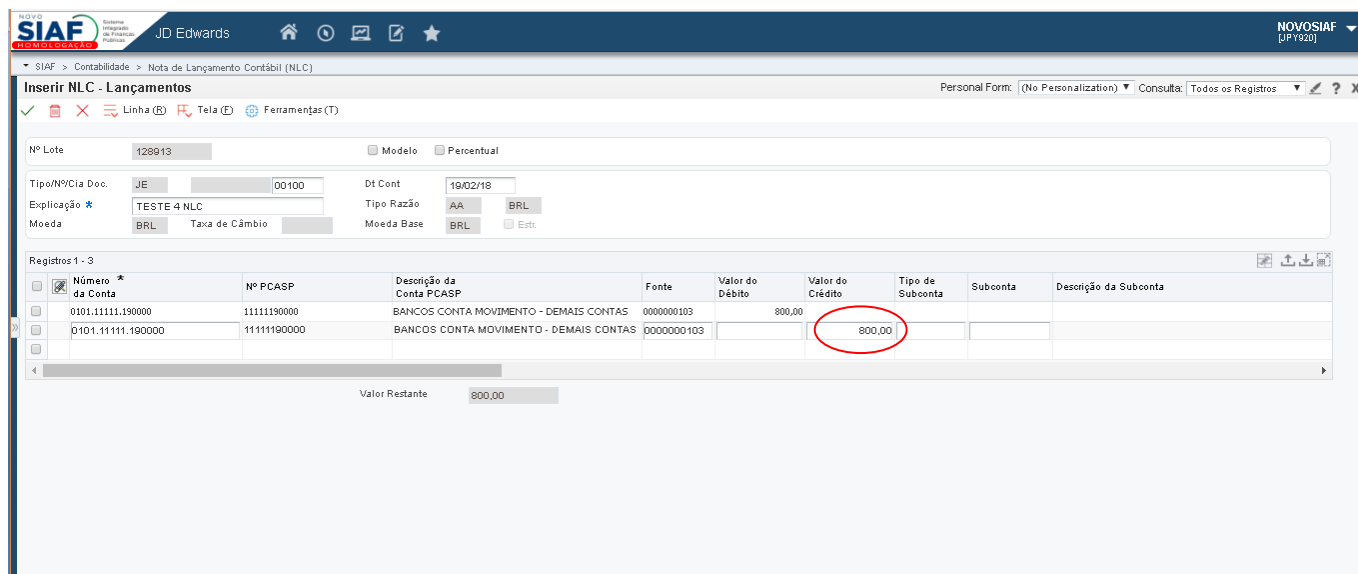 NOVO
SIAF Sistema Integrado de Finanças Públicas
HOMOLOGAÇÃO
JD Edwards
NOVOSIAF
[JPY920]
SIAF > Contabilidade > Nota de Lançamento Contábil (NLC)
Inserir NLC - Lançamentos
Personal Form: (No Personalization) Consulta: Todos os Registros ? X
Linha (R) Tela (F) Ferramentas (T)
Nº Lote 128913 Modelo Percentual
Tipo/Nº/Cia Doc. JE 00100 Dt Cont 19/02/18
Explicação * TESTE 4 NLC Tipo Razão AA BRL
Moeda BRL Taxa de Câmbio Moeda Base BRL Estr.
Registros 1 - 3
Número * da Conta Nº PCASP Descrição da Conta PCASP Fonte Valor do Débito Valor do Crédito Tipo de Subconta Subconta Descrição da Subconta
0101.11111.190000 11111190000 BANCOS CONTA MOVIMENTO - DEMAIS CONTAS 0000000103 800,00
0101.11111.190000 11111190000 BANCOS CONTA MOVIMENTO - DEMAIS CONTAS 0000000103 800,00
Valor Restante 800,00